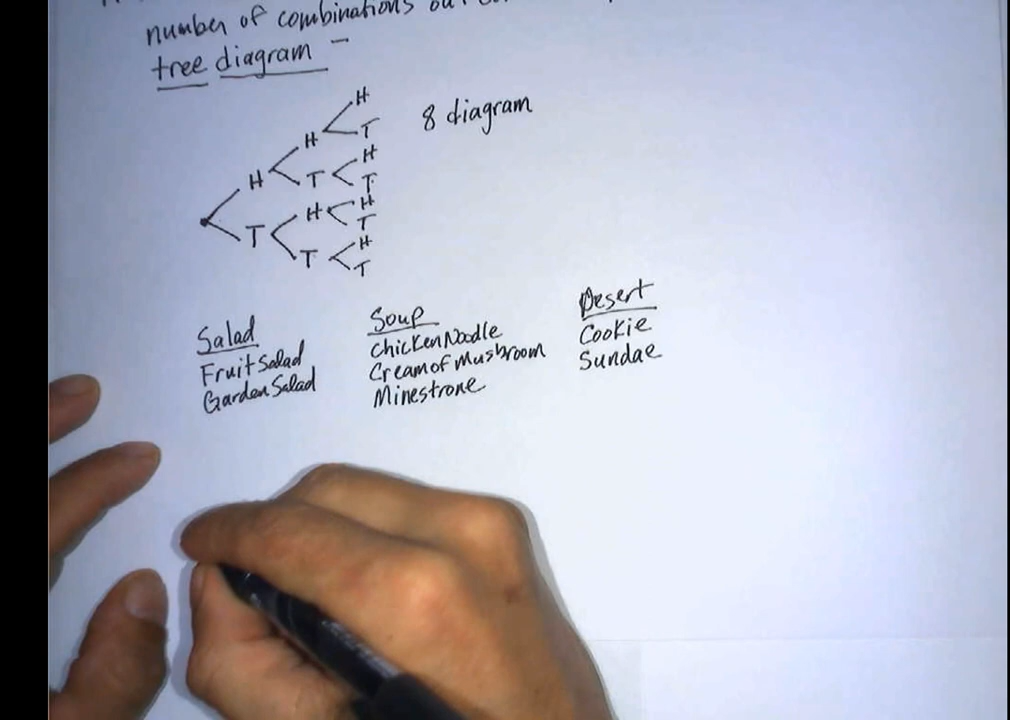 number of combinations
tree diagram -
H
H
T
8 diagram
H
T
H
T
H
H
T
T
H
T
Salad
Fruit Salad
Garden Salad
Soup
Chicken Noodle
Cream of Mushroom
Minestrone
Desert
Cookie
Sundae